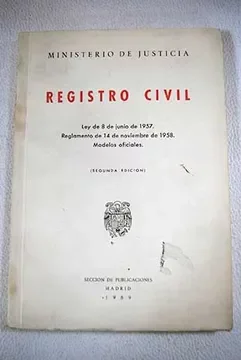 MINISTERIO DE JUSTICIA
REGISTRO CIVIL
Ley de 8 de junio de 1957.
Reglamento de 14 de noviembre de 1958.
Modelos oficiales.
(SEGUNDA EDICION)
SECCION DE PUBLICACIONES
MADRID
1959